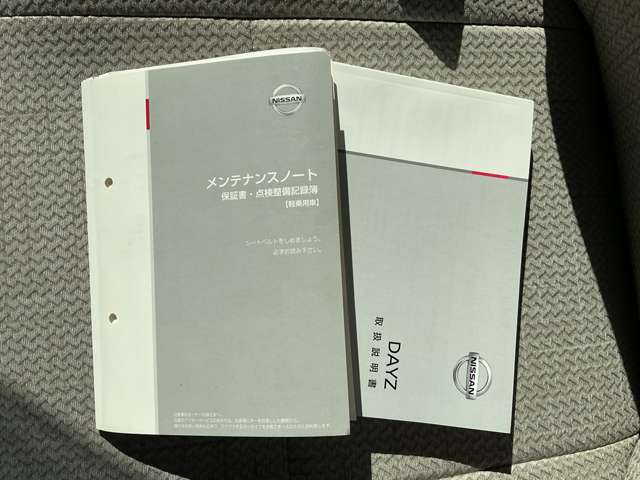 NISSAN
メンテナンスノート
保証書・点検整備記録簿
【軽乗用車】
シートベルトをしめましょう。
必ずお読み下さい。
DAYZ
取扱説明書
NISSAN